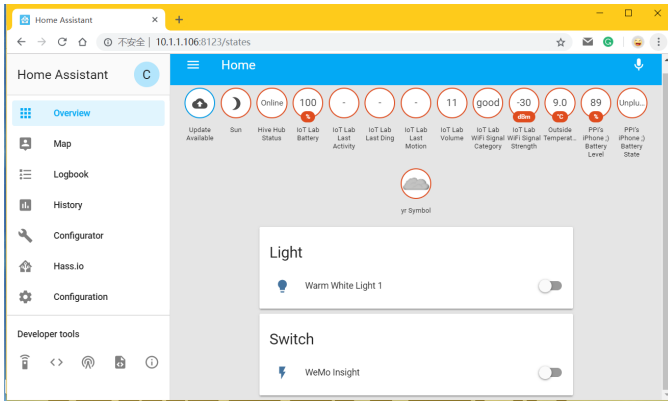 Home Assistant
不安全 | 10.1.1.106:8123/states
Home Assistant
C
Home
Overview
Map
Logbook
History
Configurator
Hass.io
Configuration
Developer tools
Online
100
%
-
-
-
11
good
-30
dBm
9.0
°C
89
%
Unplu...
Update
Available
Sun
Hive Hub
Status
IoT Lab
Battery
IoT Lab
Last
Activity
IoT Lab
Last Ding
IoT Lab
Last
Motion
IoT Lab
Volume
IoT Lab
WiFi Signal
Category
IoT Lab
WiFi Signal
Strength
Outside
Temperat..
PPI's
iPhone ;)
Battery
Level
PPI's
iPhone ;)
Battery
State
yr Symbol
Light
Warm White Light 1
Switch
WeMo Insight